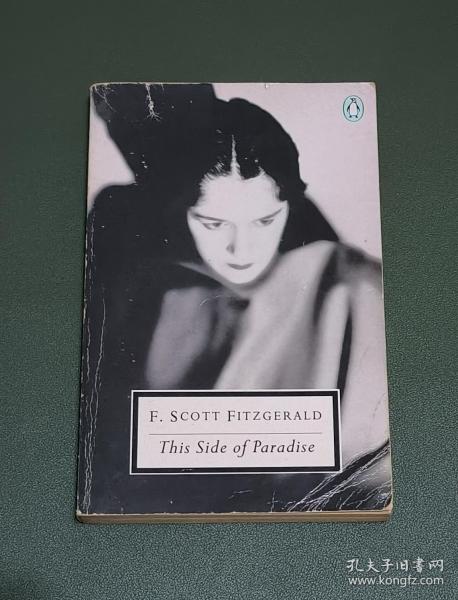 F. SCOTT FITZGERALD
This Side of Paradise
孔夫子旧书网
www.kongfz.com